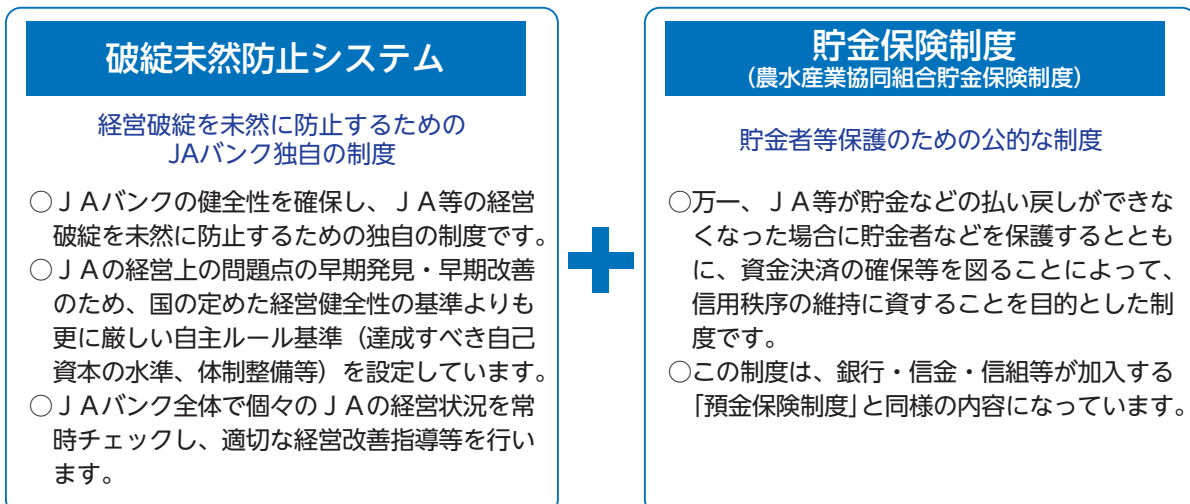 破綻未然防止システム
経営破綻を未然に防止するための
JAバンク独自の制度
○ＪＡバンクの健全性を確保し、ＪＡ等の経営
破綻を未然に防止するための独自の制度です。
○ＪＡの経営上の問題点の早期発見・早期改善
のため、国の定めた経営健全性の基準よりも
更に厳しい自主ルール基準（達成すべき自己
資本の水準、体制整備等）を設定しています。
○ＪＡバンク全体で個々のＪＡの経営状況を常
時チェックし、適切な経営改善指導等を行い
ます。
貯金保険制度
（農水産業協同組合貯金保険制度）
貯金者等保護のための公的な制度
○万一、ＪＡ等が貯金などの払い戻しができな
くなった場合に貯金者などを保護するととも
に、資金決済の確保等を図ることによって、
信用秩序の維持に資することを目的とした制
度です。
○この制度は、銀行・信金・信組等が加入する
「預金保険制度」と同様の内容になっています。